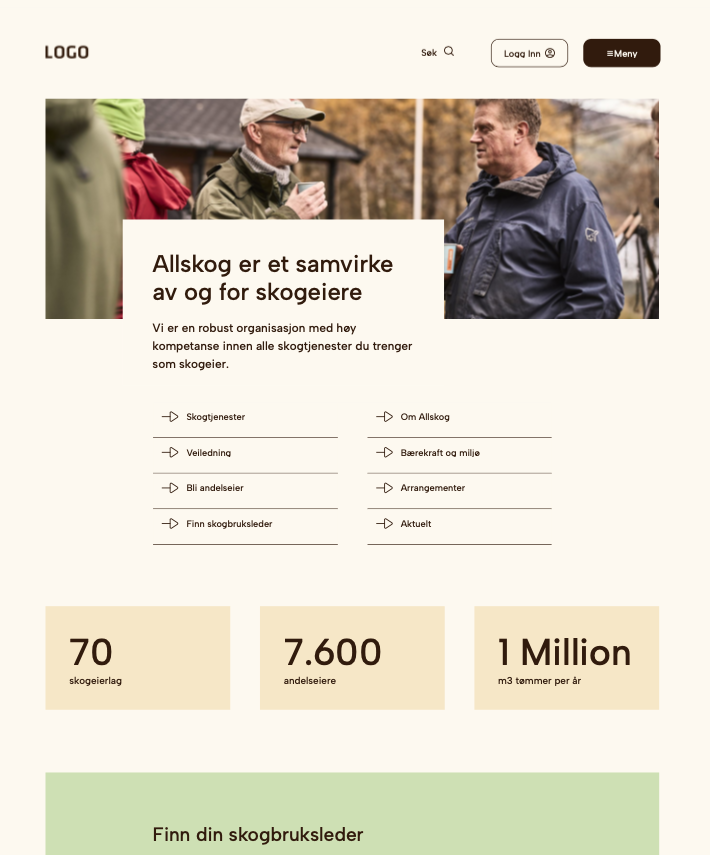 LOGO
Søk
Logg Inn
≡Meny
Allskog er et samvirke
av og for skogeiere
Vi er en robust organisasjon med høy
kompetanse innen alle skogtjenester du trenger
som skogeier.
Skogtjenester
Om Allskog
Veiledning
Bærekraft og miljø
Bli andelseier
Arrangementer
Finn skogbruksleder
Aktuelt
70
skogeierlag
7.600
andelseiere
1 Million
m3 tømmer per år
Finn din skogbruksleder